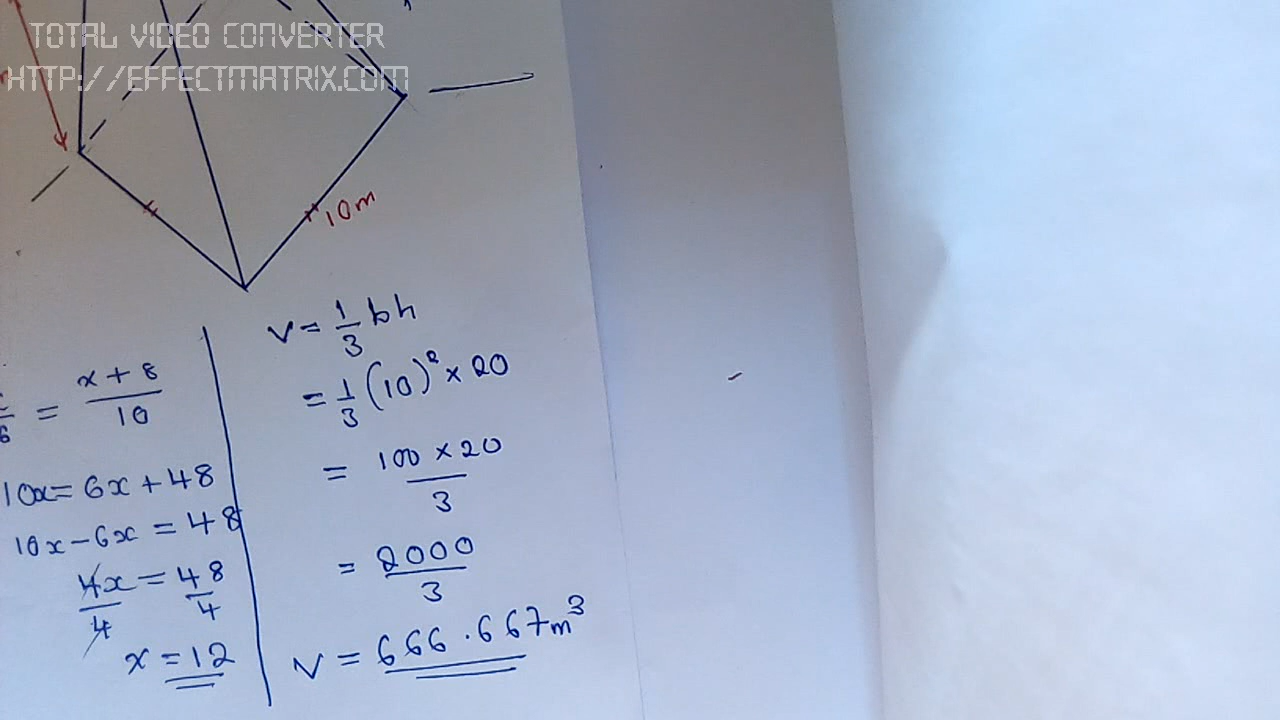 TOTAL VIDEO CONVERTER
HTTP://EFFECTMATRIX.COM
10m
6 = x + 8 / 10
10x = 6x + 48
10x - 6x = 48
4x / 4 = 48 / 4
x = 12
V = 1/3 bh
= 1/3 (10)² × 20
= 100 × 20 / 3
= 2000 / 3
V = 666.667m³